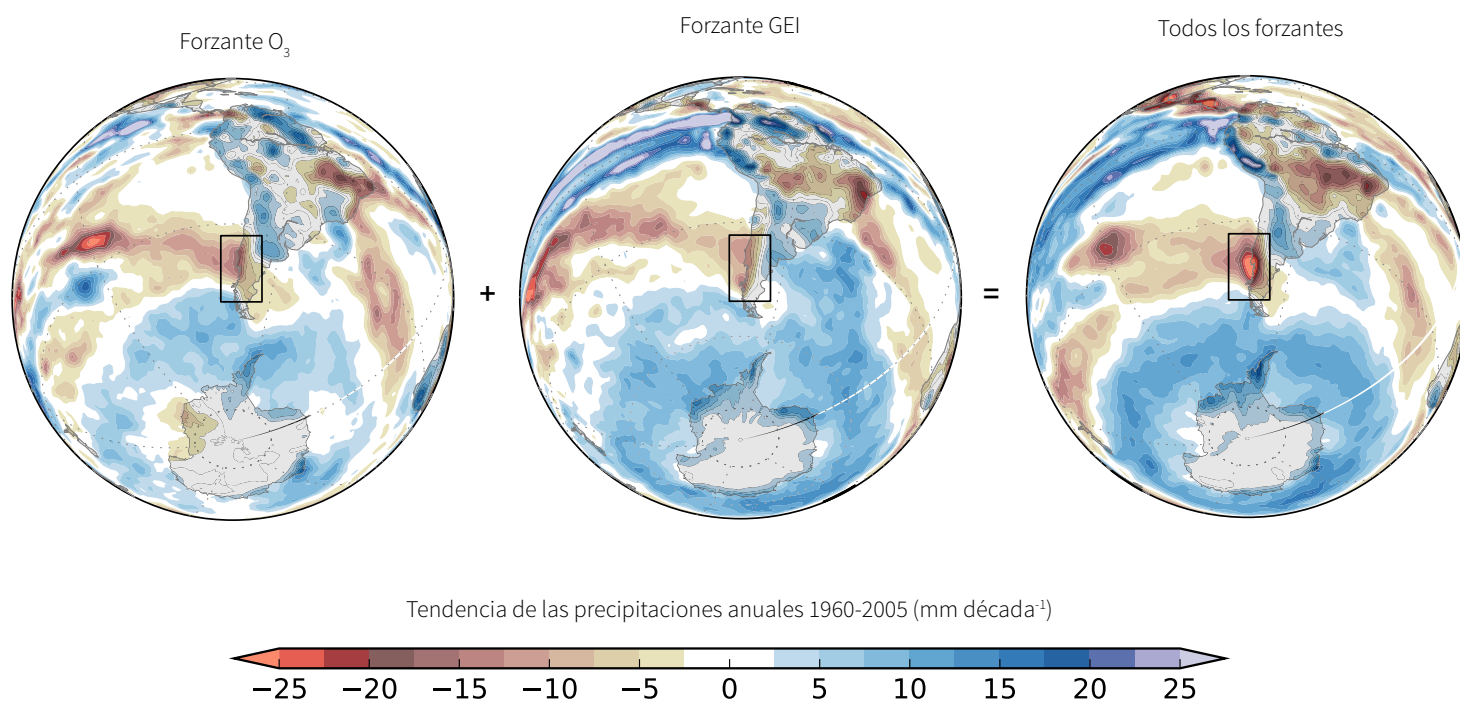 Forzante O₃
Forzante GEI
Todos los forzantes
+
=
Tendencia de las precipitaciones anuales 1960-2005 (mm década⁻¹)
−25 −20 −15 −10 −5 0 5 10 15 20 25